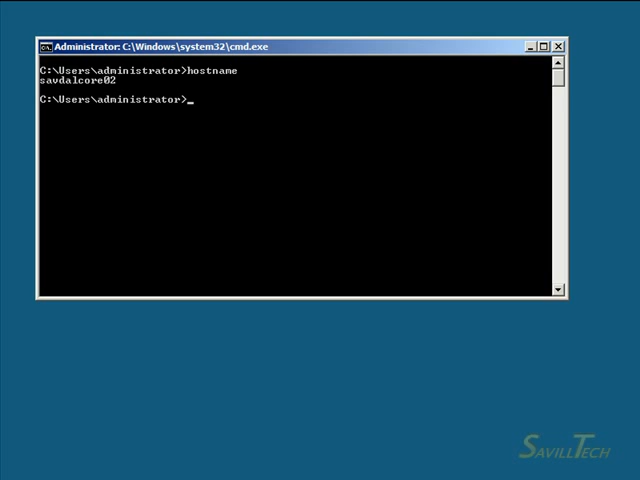 Administrator: C:\Windows\system32\cmd.exe
C:\Users\administrator>hostname
savdalcore02
C:\Users\administrator>_
SAVILLTECH